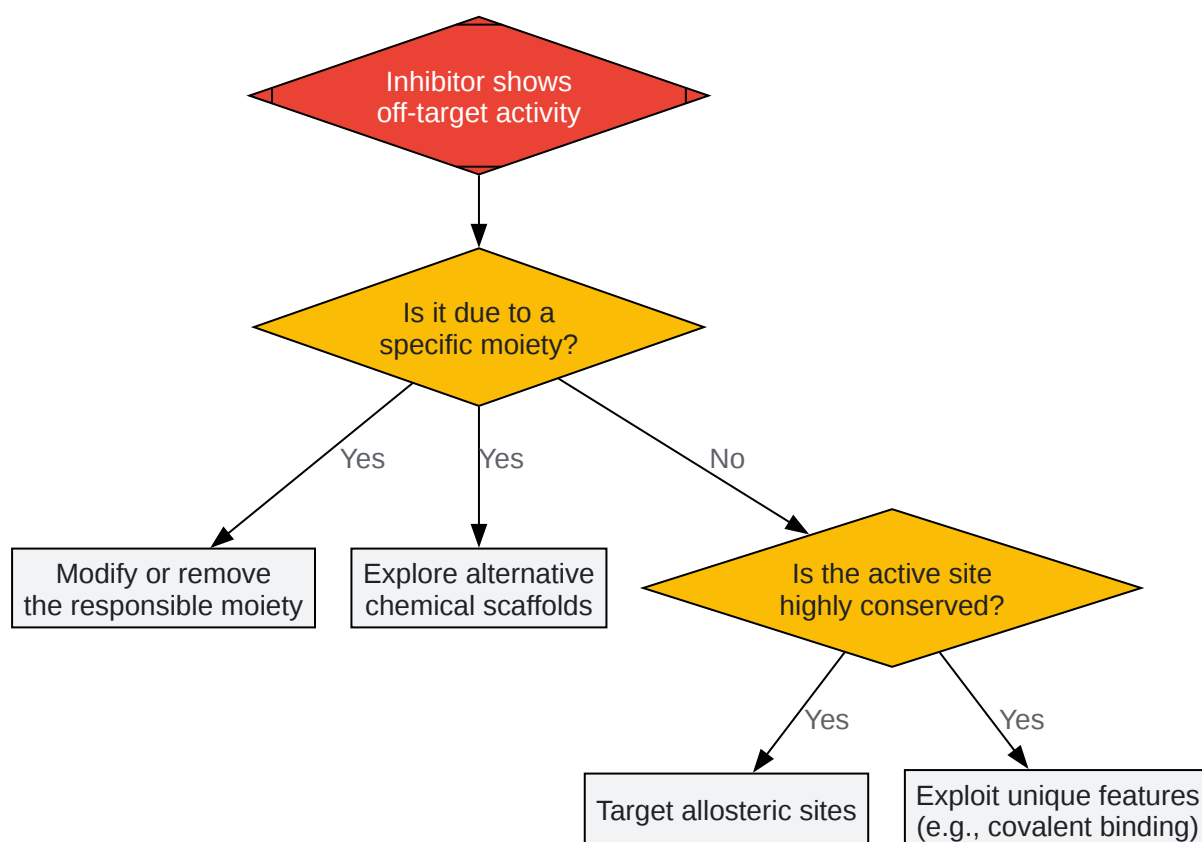 Inhibitor shows
off-target activity
Is it due to a
specific moiety?
Yes
Yes
No
Modify or remove
the responsible moiety
Explore alternative
chemical scaffolds
Is the active site
highly conserved?
Yes
Yes
Target allosteric sites
Exploit unique features
(e.g., covalent binding)